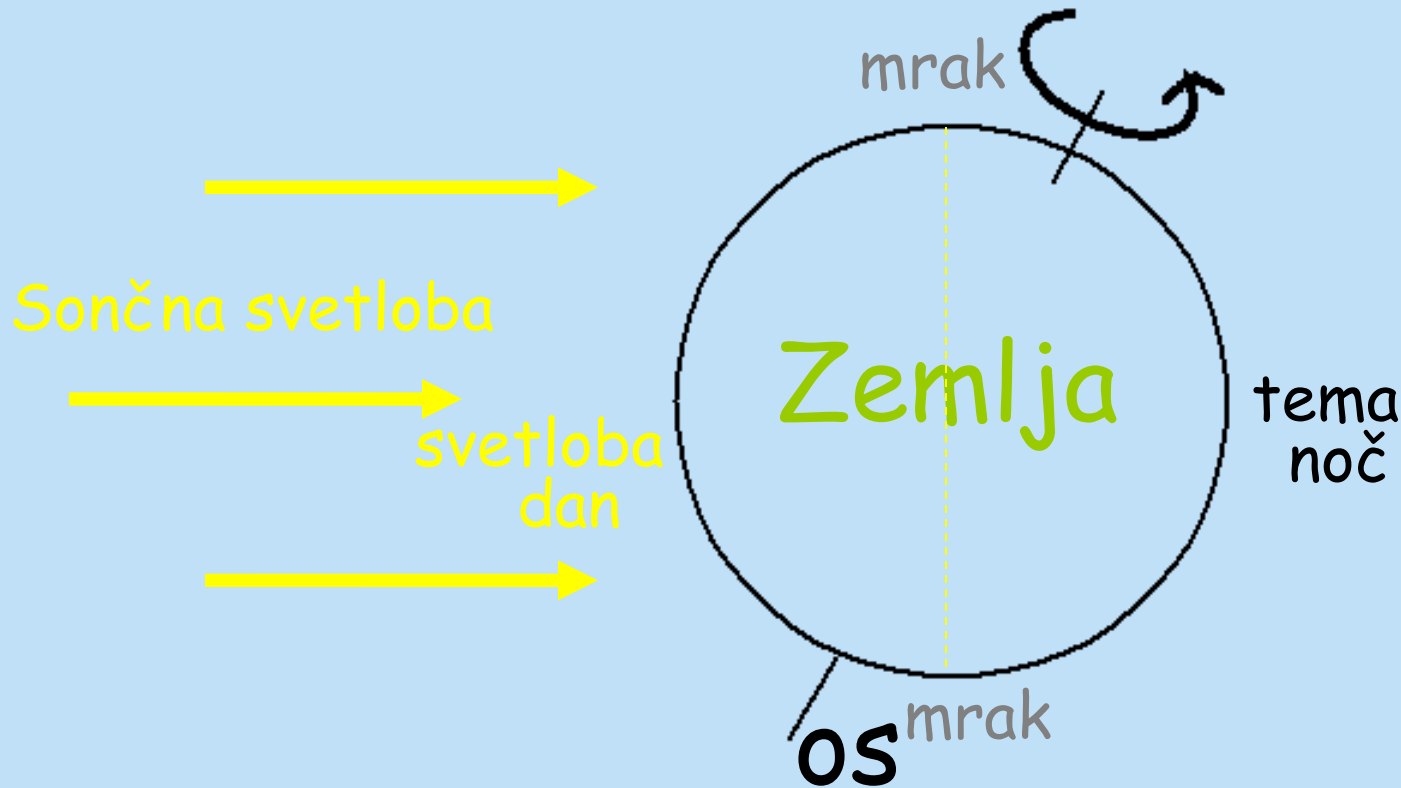 mrak
Sončna svetloba
Zemlja
svetloba
dan
tema
noč
mrak
os